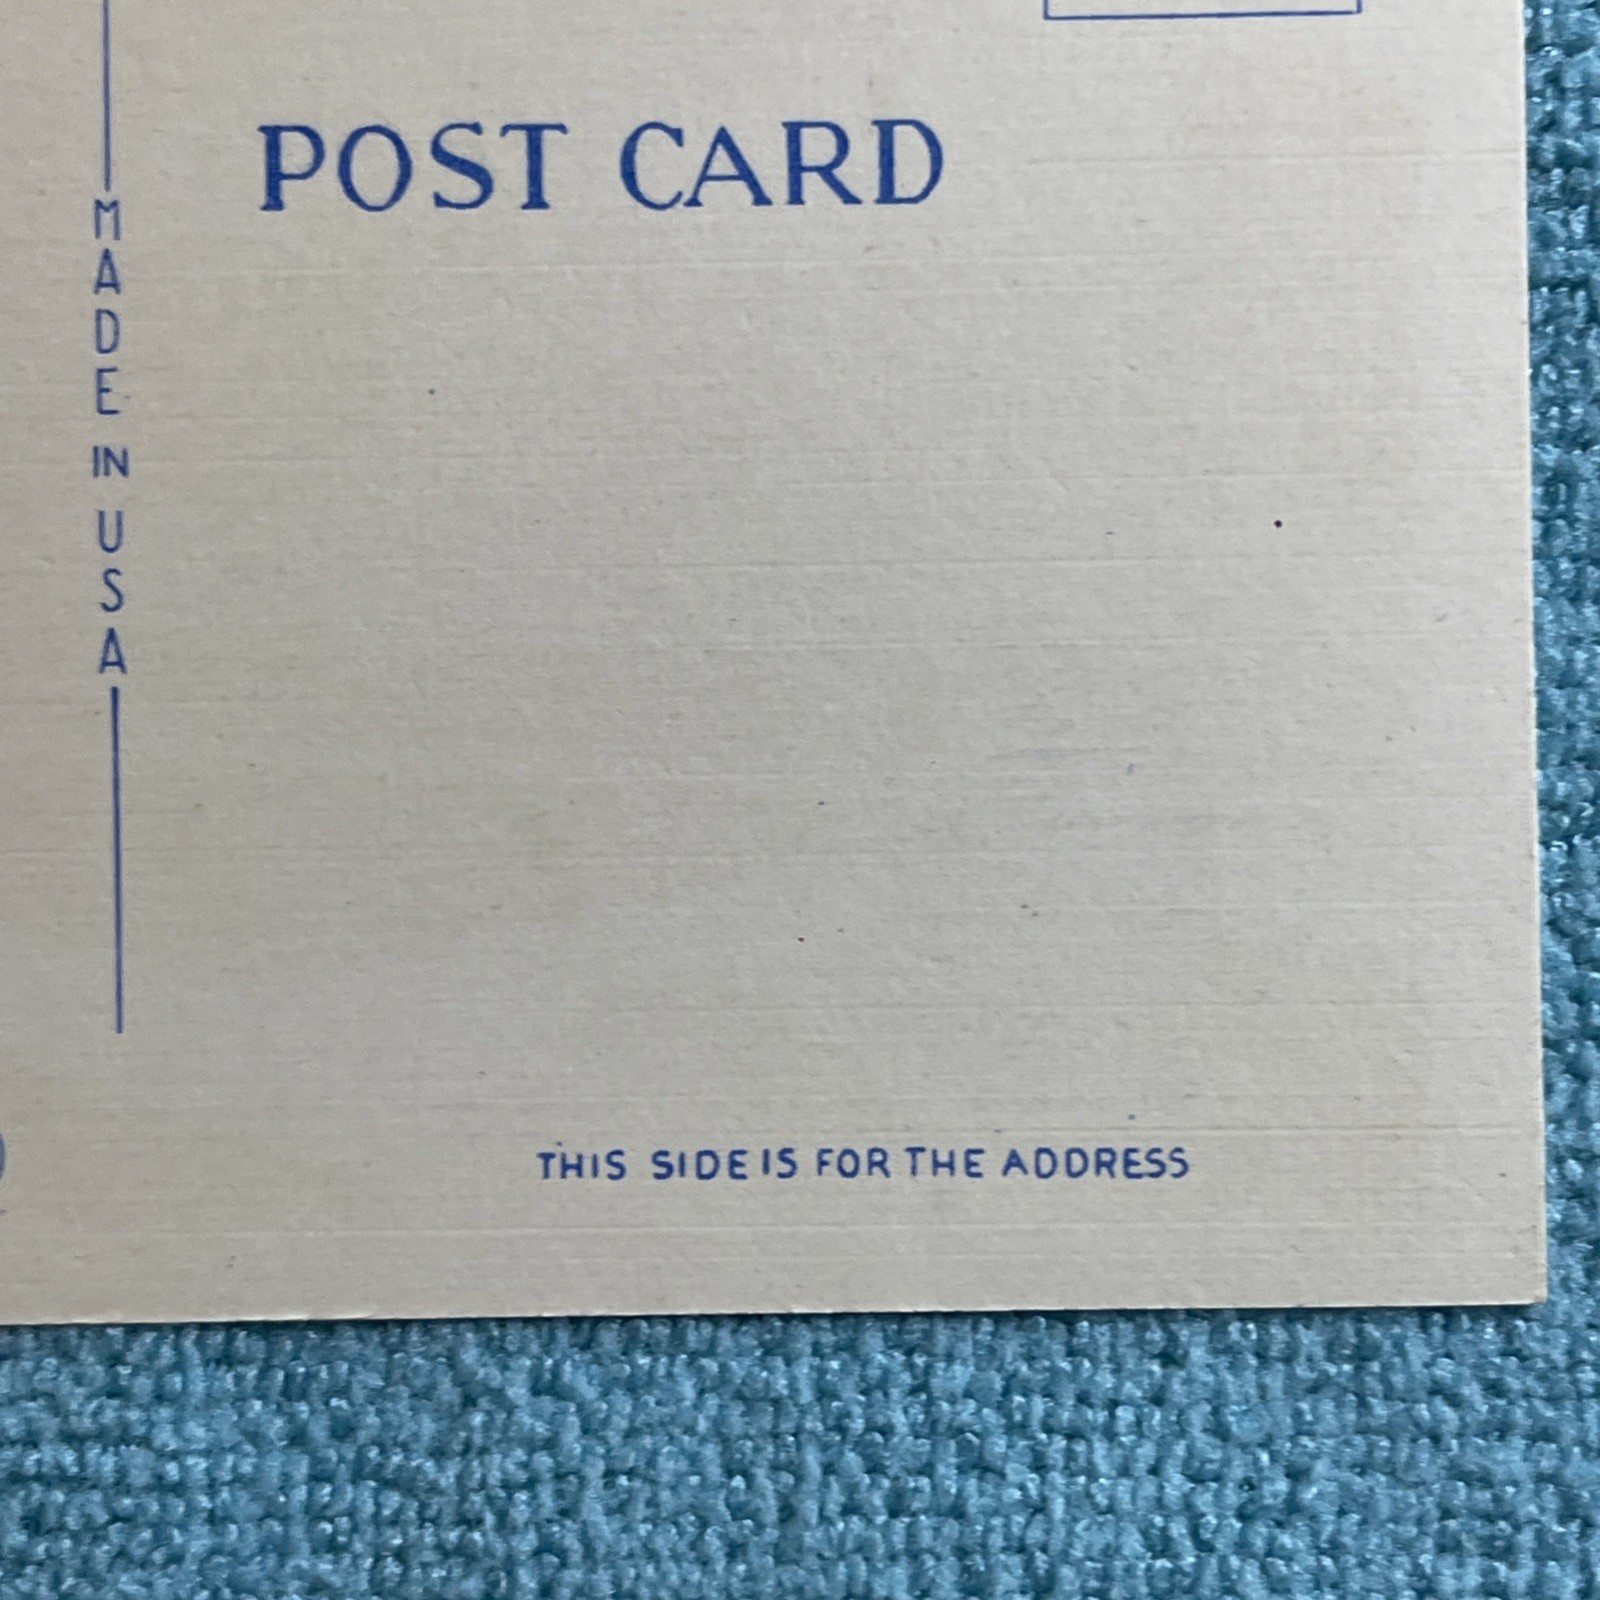 POST CARD
MADE IN USA
THIS SIDE IS FOR THE ADDRESS